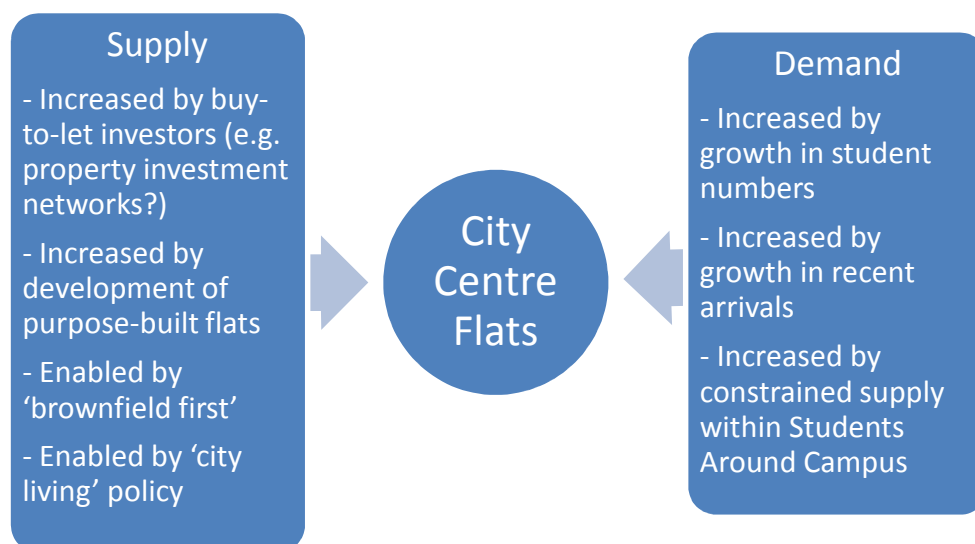 Supply
- Increased by buy-
to-let investors (e.g.
property investment
networks?)
- Increased by
development of
purpose-built flats
- Enabled by
‘brownfield first’
- Enabled by ‘city
living’ policy
City
Centre
Flats
Demand
- Increased by
growth in student
numbers
- Increased by
growth in recent
arrivals
- Increased by
constrained supply
within Students
Around Campus